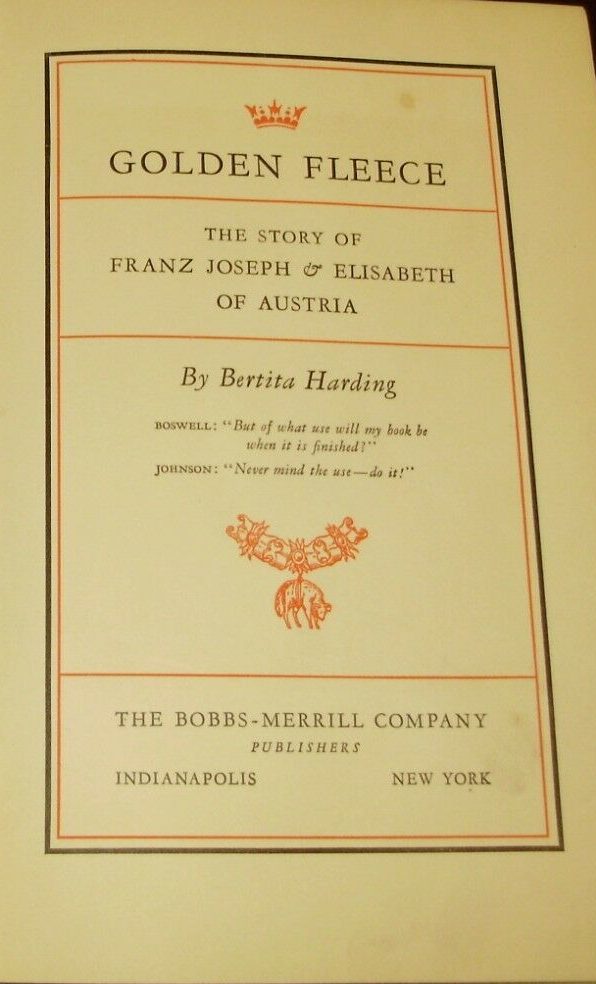 GOLDEN FLEECE
THE STORY OF
FRANZ JOSEPH & ELISABETH
OF AUSTRIA
By Bertita Harding
BOSWELL: "But of what use will my book be
when it is finished?"
JOHNSON: "Never mind the use—do it!"
THE BOBBS-MERRILL COMPANY
PUBLISHERS
INDIANAPOLIS NEW YORK